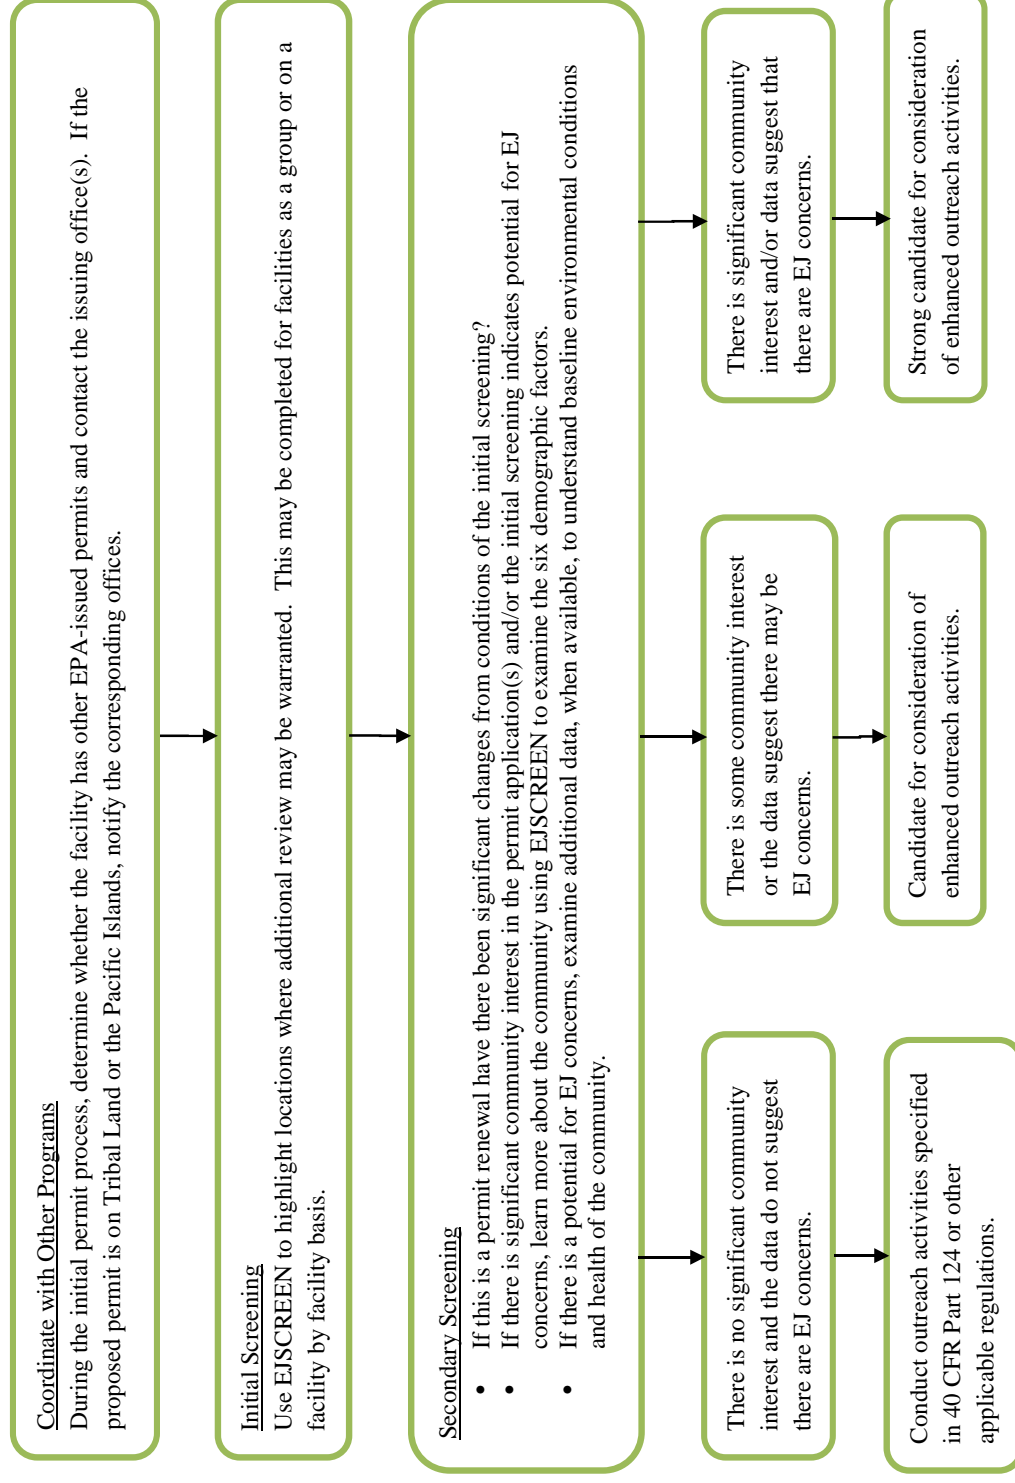 Coordinate with Other Programs
During the initial permit process, determine whether the facility has other EPA-issued permits and contact the issuing office(s). If the
proposed permit is on Tribal Land or the Pacific Islands, notify the corresponding offices.
Initial Screening
Use EJSCREEN to highlight locations where additional review may be warranted. This may be completed for facilities as a group or on a
facility by facility basis.
Secondary Screening
• If this is a permit renewal have there been significant changes from conditions of the initial screening?
• If there is significant community interest in the permit application(s) and/or the initial screening indicates potential for EJ
concerns, learn more about the community using EJSCREEN to examine the six demographic factors.
• If there is a potential for EJ concerns, examine additional data, when available, to understand baseline environmental conditions
and health of the community.
There is no significant community
interest and the data do not suggest
there are EJ concerns.
There is some community interest
or the data suggest there may be
EJ concerns.
There is significant community
interest and/or data suggest that
there are EJ concerns.
Conduct outreach activities specified
in 40 CFR Part 124 or other
applicable regulations.
Candidate for consideration of
enhanced outreach activities.
Strong candidate for consideration
of enhanced outreach activities.